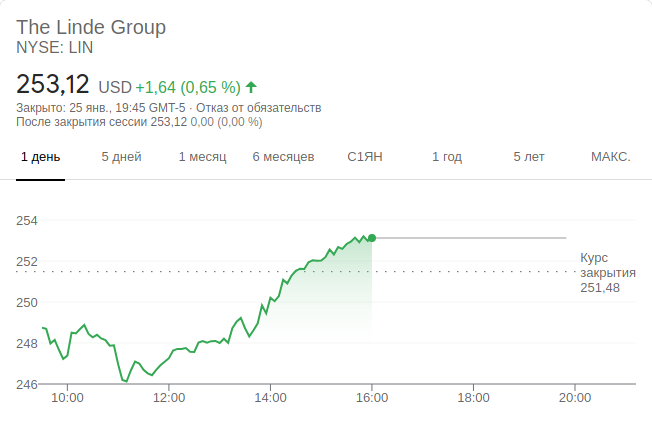 The Linde Group
NYSE: LIN
253,12 USD +1,64 (0,65 %)
Закрыто: 25 янв., 19:45 GMT-5 · Отказ от обязательств
После закрытия сессии 253,12 0,00 (0,00 %)
1 день 5 дней 1 месяц 6 месяцев С1ЯН 1 год 5 лет МАКС.
254
252
Курс
закрытия
251,48
250
248
246
10:00 12:00 14:00 16:00 18:00 20:00